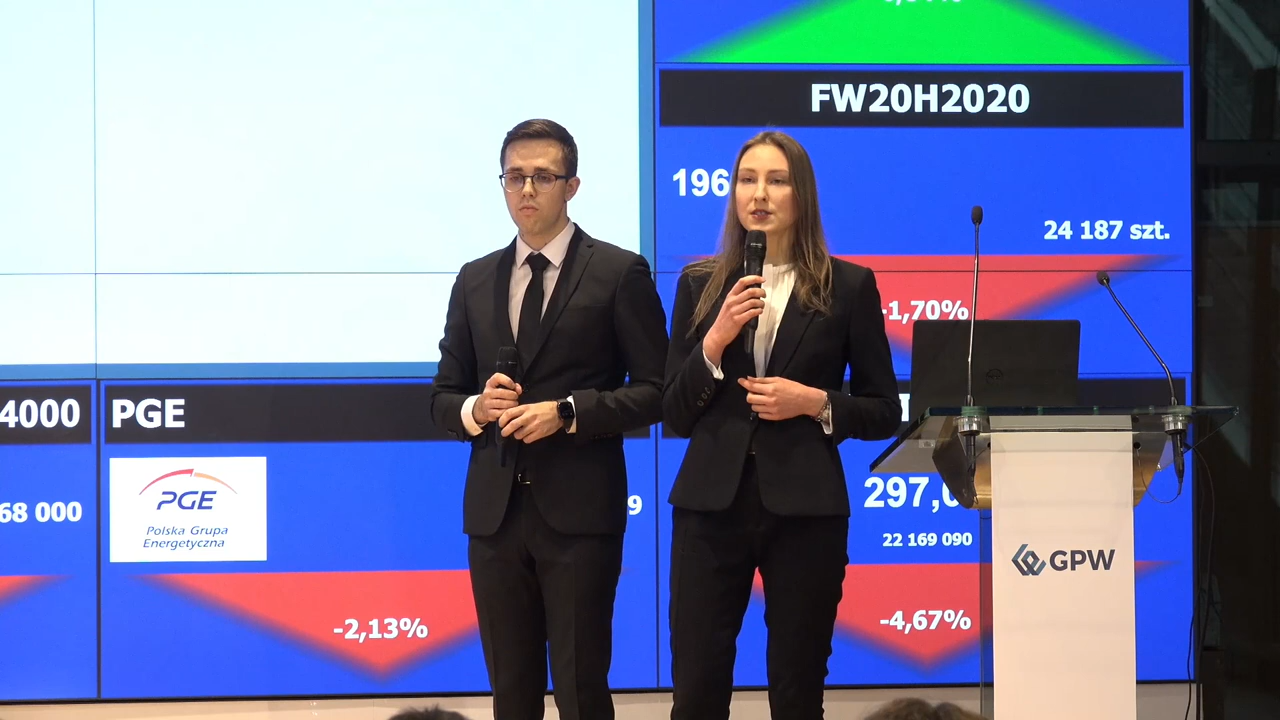 FW20H2020
196
24 187 szt.
-1,70%
4000
PGE
68 000
PGE
Polska Grupa
Energetyczna
9
297,0
22 169 090
-2,13%
-4,67%
GPW